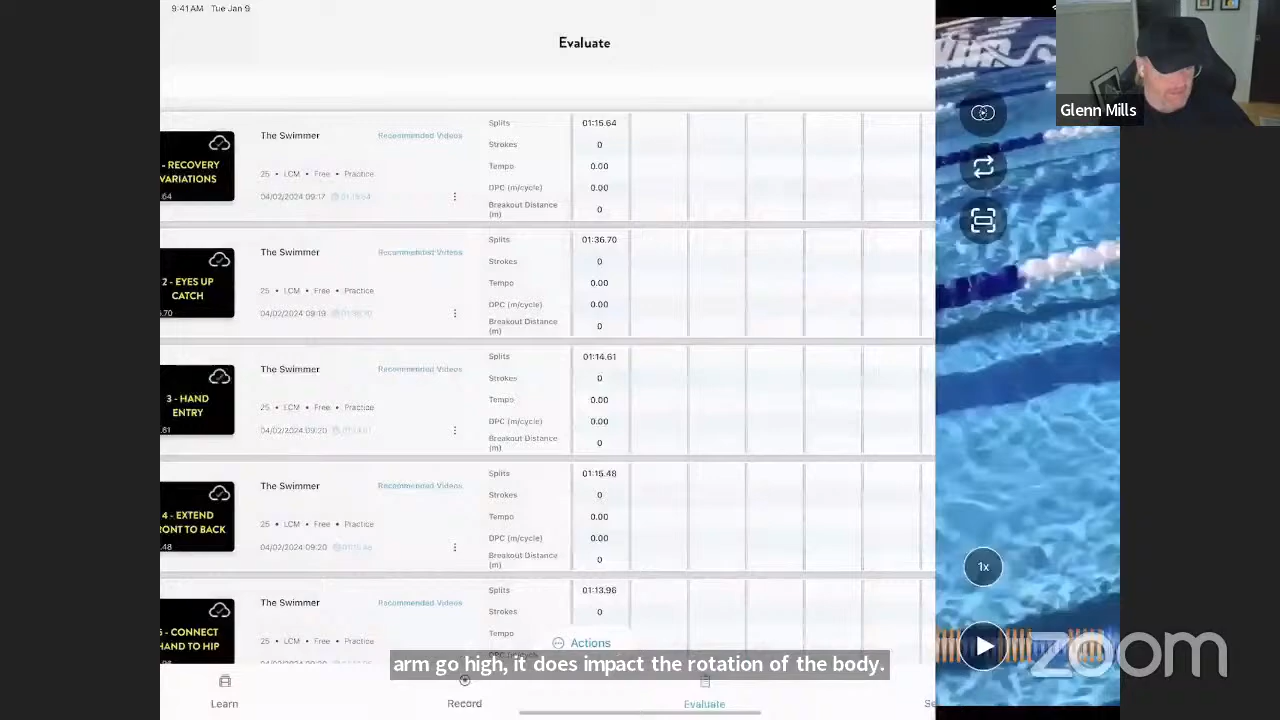 9:41 AM Tue Jan 9
Evaluate
Glenn Mills
- RECOVERY
VARIATIONS
.64
The Swimmer
Recommended Videos
25 • LCM • Free • Practice
04/02/2024 09:17
Splits 01:15.64
Strokes 0
Tempo 0.00
DPC (m/cycle) 0.00
Breakout Distance
(m) 0
2 - EYES UP
CATCH
.70
The Swimmer
Recommended Videos
25 • LCM • Free • Practice
04/02/2024 09:19
Splits 01:36.70
Strokes 0
Tempo 0.00
DPC (m/cycle) 0.00
Breakout Distance
(m) 0
3 - HAND
ENTRY
.61
The Swimmer
Recommended Videos
25 • LCM • Free • Practice
04/02/2024 09:20
Splits 01:14.61
Strokes 0
Tempo 0.00
DPC (m/cycle) 0.00
Breakout Distance
(m) 0
4 - EXTEND
RONT TO BACK
.48
The Swimmer
Recommended Videos
25 • LCM • Free • Practice
04/02/2024 09:20
Splits 01:15.48
Strokes 0
Tempo 0.00
DPC (m/cycle) 0.00
Breakout Distance
(m) 0
- CONNECT
HAND TO HIP
The Swimmer
Recommended Videos
25 • LCM • Free • Practice
Splits 01:13.96
Strokes 0
Tempo
Actions
1x
arm go high, it does impact the rotation of the body.
Learn
Record
Evaluate
Se
zoom